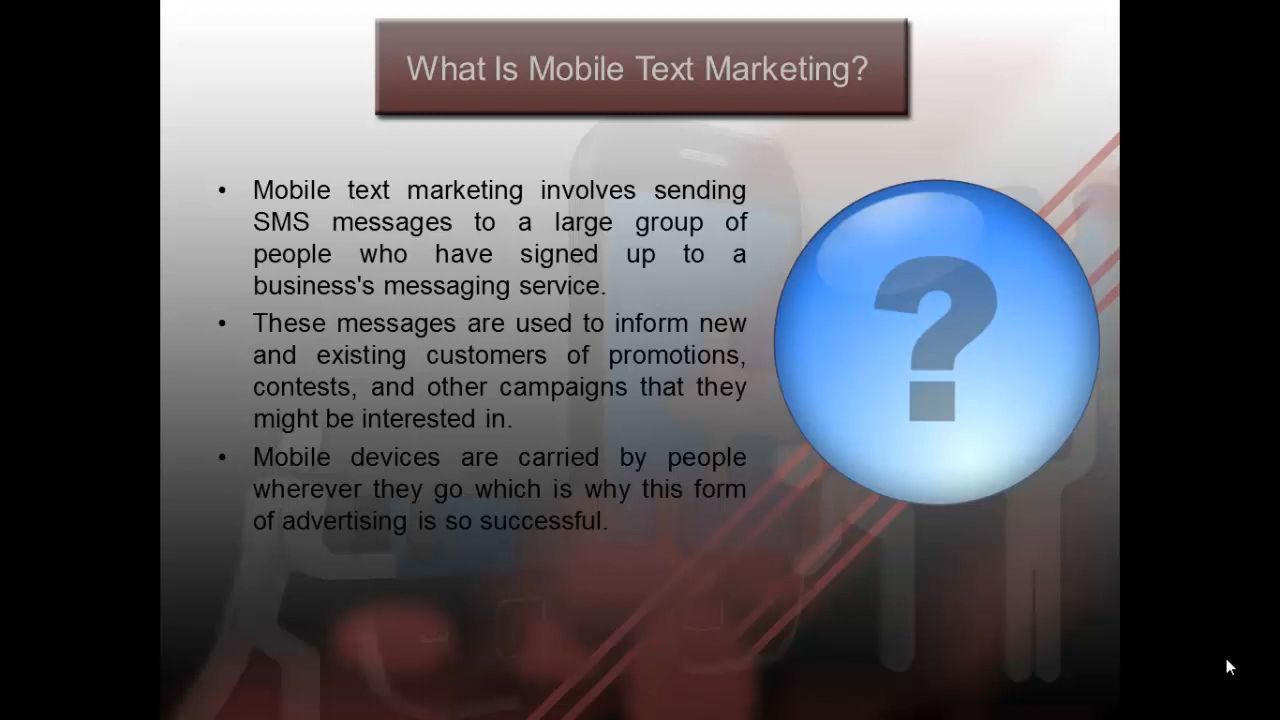 What Is Mobile Text Marketing?
• Mobile text marketing involves sending
SMS messages to a large group of
people who have signed up to a
business's messaging service.
• These messages are used to inform new
and existing customers of promotions,
contests, and other campaigns that they
might be interested in.
• Mobile devices are carried by people
wherever they go which is why this form
of advertising is so successful.
?